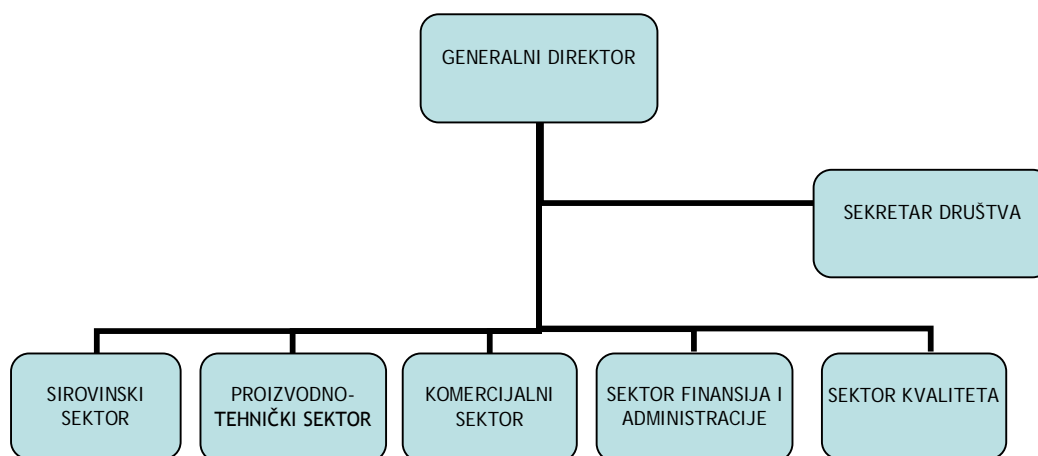 GENERALNI DIREKTOR
SEKRETAR DRUŠTVA
SIROVINSKI
SEKTOR
PROIZVODNO-
TEHNIČKI SEKTOR
KOMERCIJALNI
SEKTOR
SEKTOR FINANSIJA I
ADMINISTRACIJE
SEKTOR KVALITETA